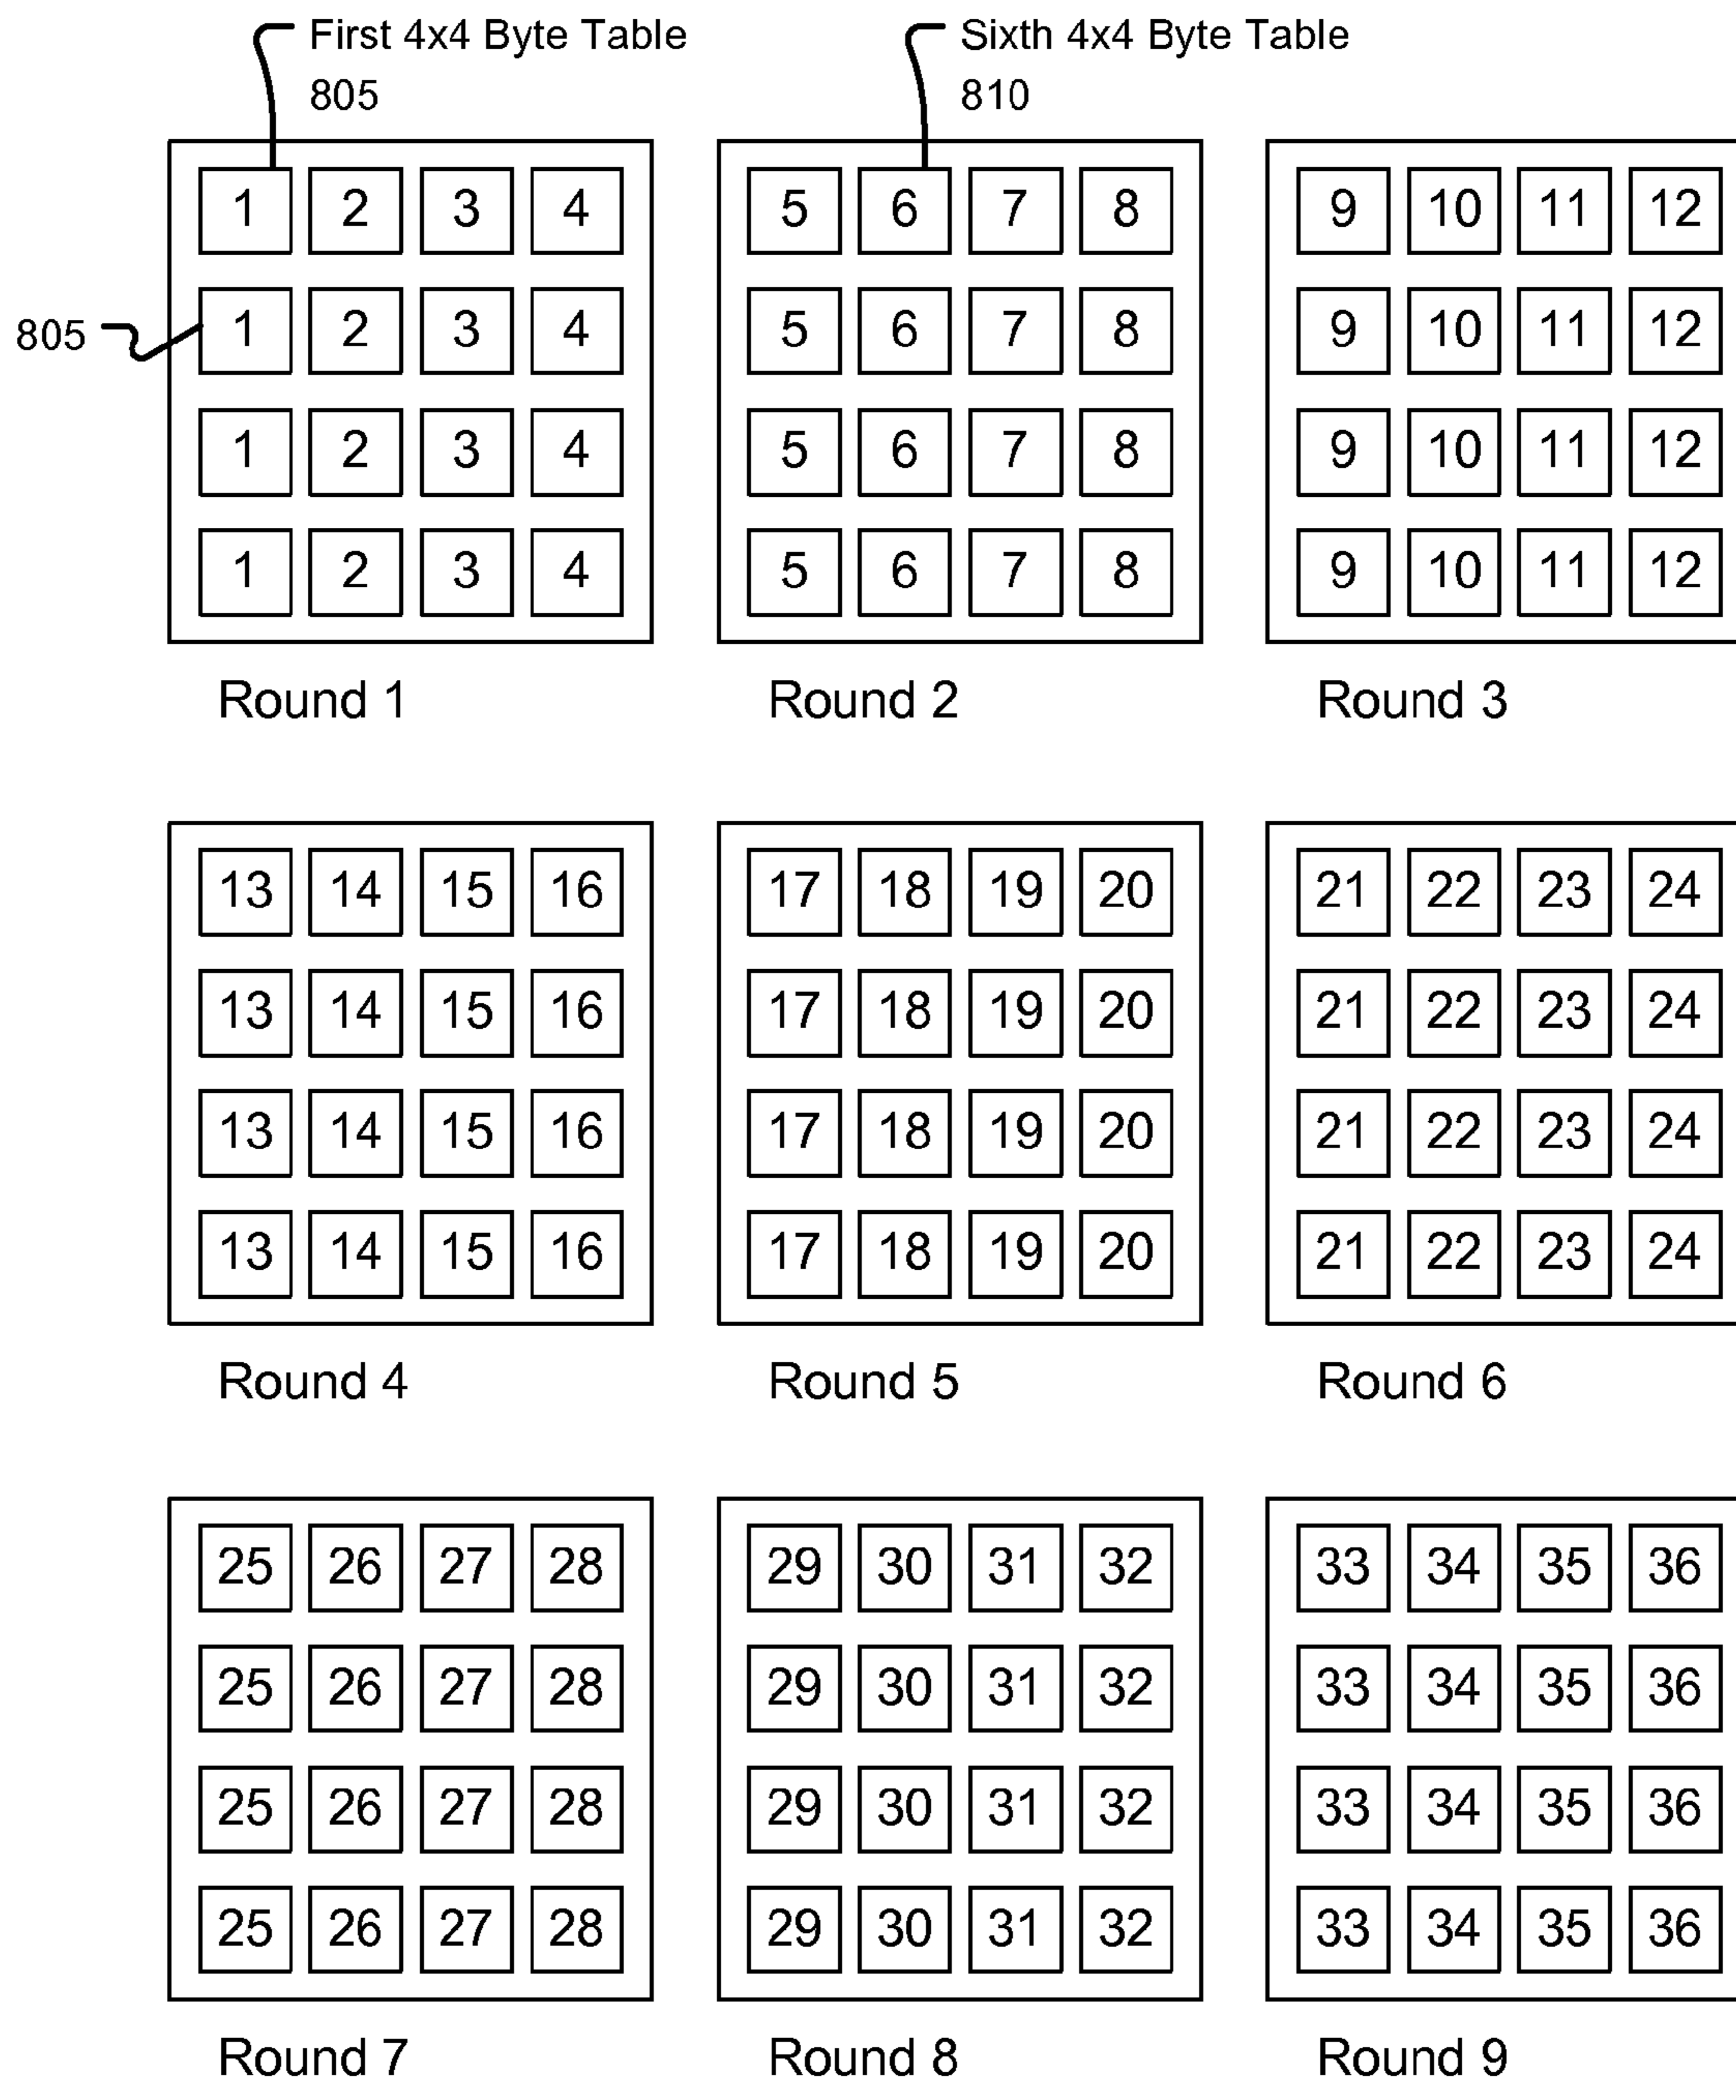 First 4x4 Byte Table
805
Sixth 4x4 Byte Table
810
1 2 3 4
805
1 2 3 4
1 2 3 4
1 2 3 4
Round 1
5 6 7 8
5 6 7 8
5 6 7 8
5 6 7 8
Round 2
9 10 11 12
9 10 11 12
9 10 11 12
9 10 11 12
Round 3
13 14 15 16
13 14 15 16
13 14 15 16
13 14 15 16
Round 4
17 18 19 20
17 18 19 20
17 18 19 20
17 18 19 20
Round 5
21 22 23 24
21 22 23 24
21 22 23 24
21 22 23 24
Round 6
25 26 27 28
25 26 27 28
25 26 27 28
25 26 27 28
Round 7
29 30 31 32
29 30 31 32
29 30 31 32
29 30 31 32
Round 8
33 34 35 36
33 34 35 36
33 34 35 36
33 34 35 36
Round 9